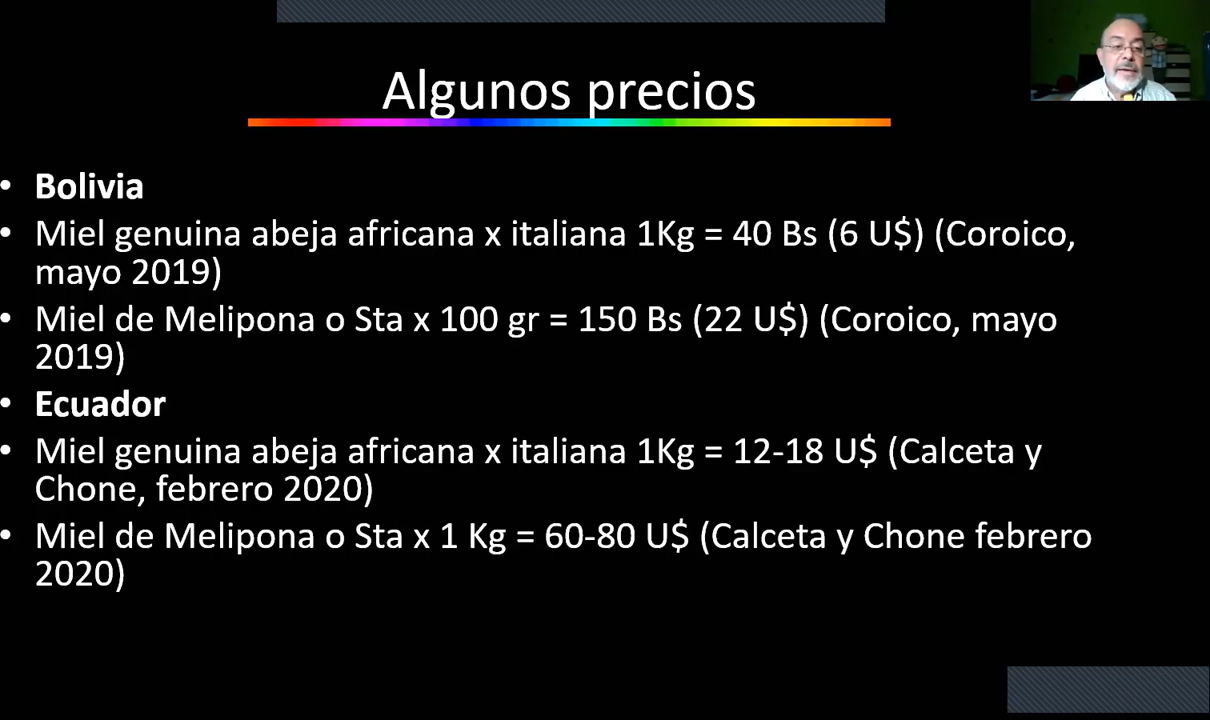 Algunos precios
• Bolivia
• Miel genuina abeja africana x italiana 1Kg = 40 Bs (6 U$) (Coroico,
mayo 2019)
• Miel de Melipona o Sta x 100 gr = 150 Bs (22 U$) (Coroico, mayo
2019)
• Ecuador
• Miel genuina abeja africana x italiana 1Kg = 12-18 U$ (Calceta y
Chone, febrero 2020)
• Miel de Melipona o Sta x 1 Kg = 60-80 U$ (Calceta y Chone febrero
2020)